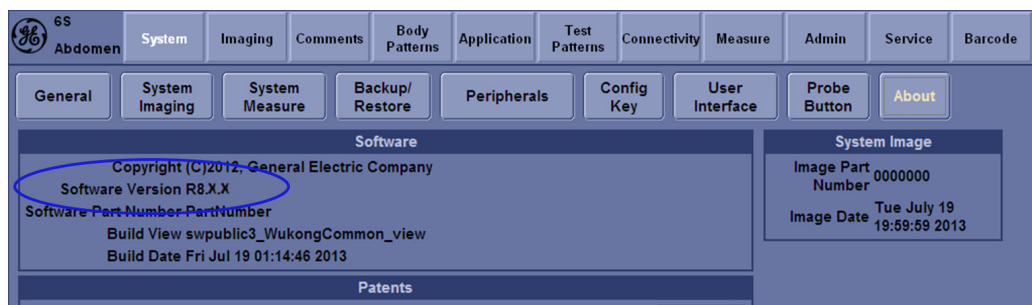 GE
6S
Abdomen
System
Imaging
Comments
Body
Patterns
Application
Test
Patterns
Connectivity
Measure
Admin
Service
Barcode
General
System
Imaging
System
Measure
Backup/
Restore
Peripherals
Config
Key
User
Interface
Probe
Button
About
Software
Copyright (C)2012, General Electric Company
Software Version R8.X.X
Software Part Number PartNumber
Build View swpublic3_WukongCommon_view
Build Date Fri Jul 19 01:14:46 2013
System Image
Image Part
Number
0000000
Image Date
Tue July 19
19:59:59 2013
Patents